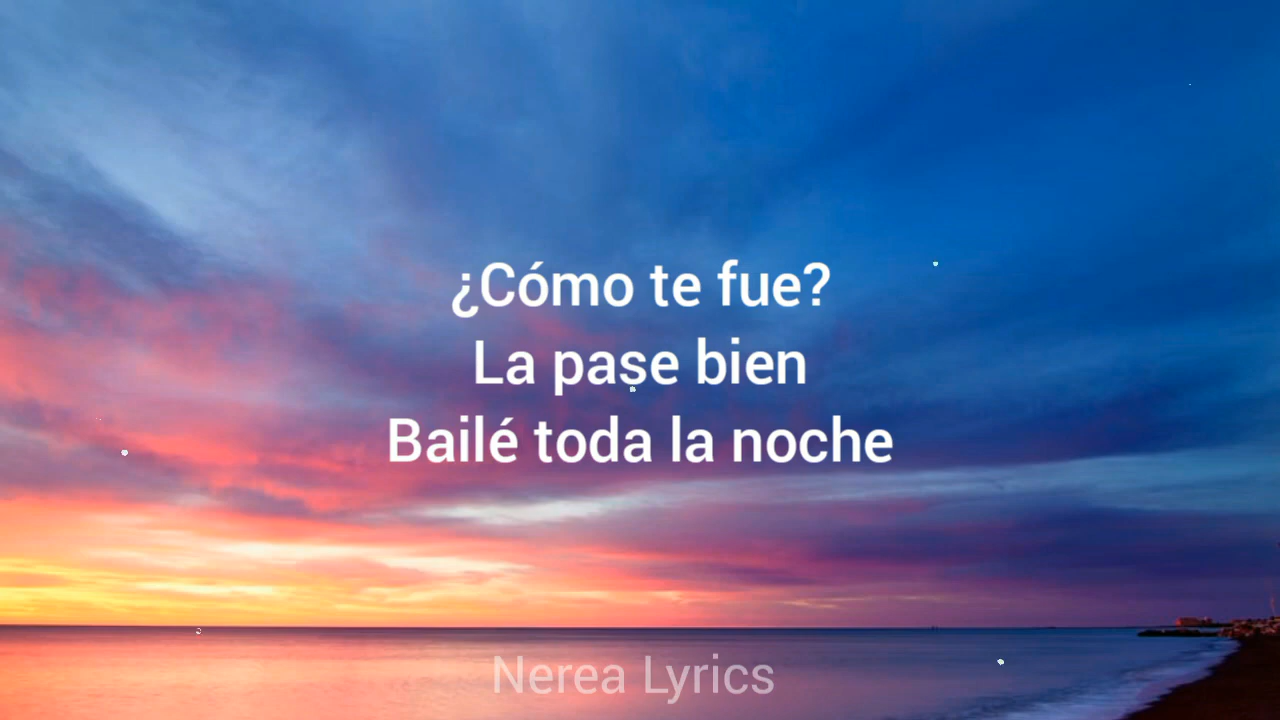 ¿Cómo te fue?
La pase bien
Bailé toda la noche
Nerea Lyrics